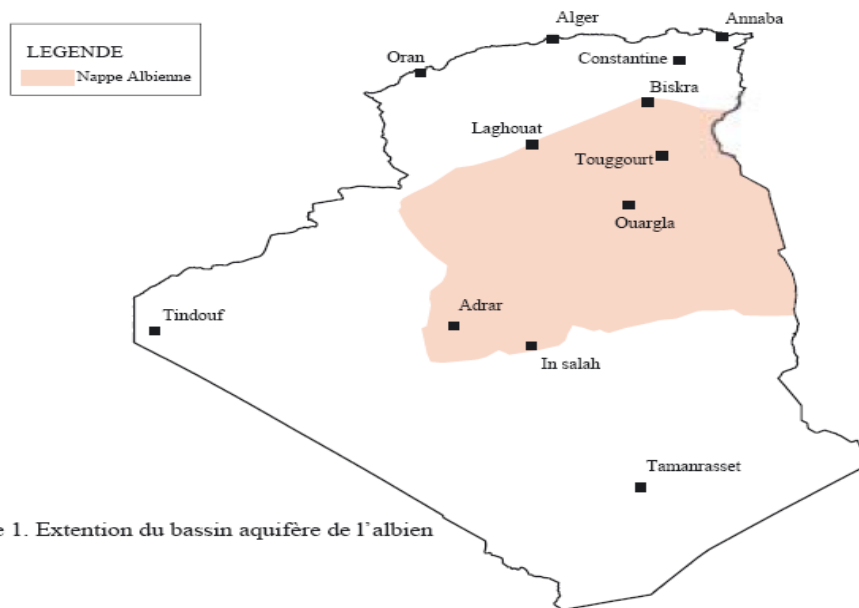 LEGENDE
Nappe Albienne
Alger
Annaba
Oran
Constantine
Biskra
Laghouat
Touggourt
Ouargla
Adrar
Tindouf
In salah
Tamanrasset
e 1. Extention du bassin aquifère de l'albien